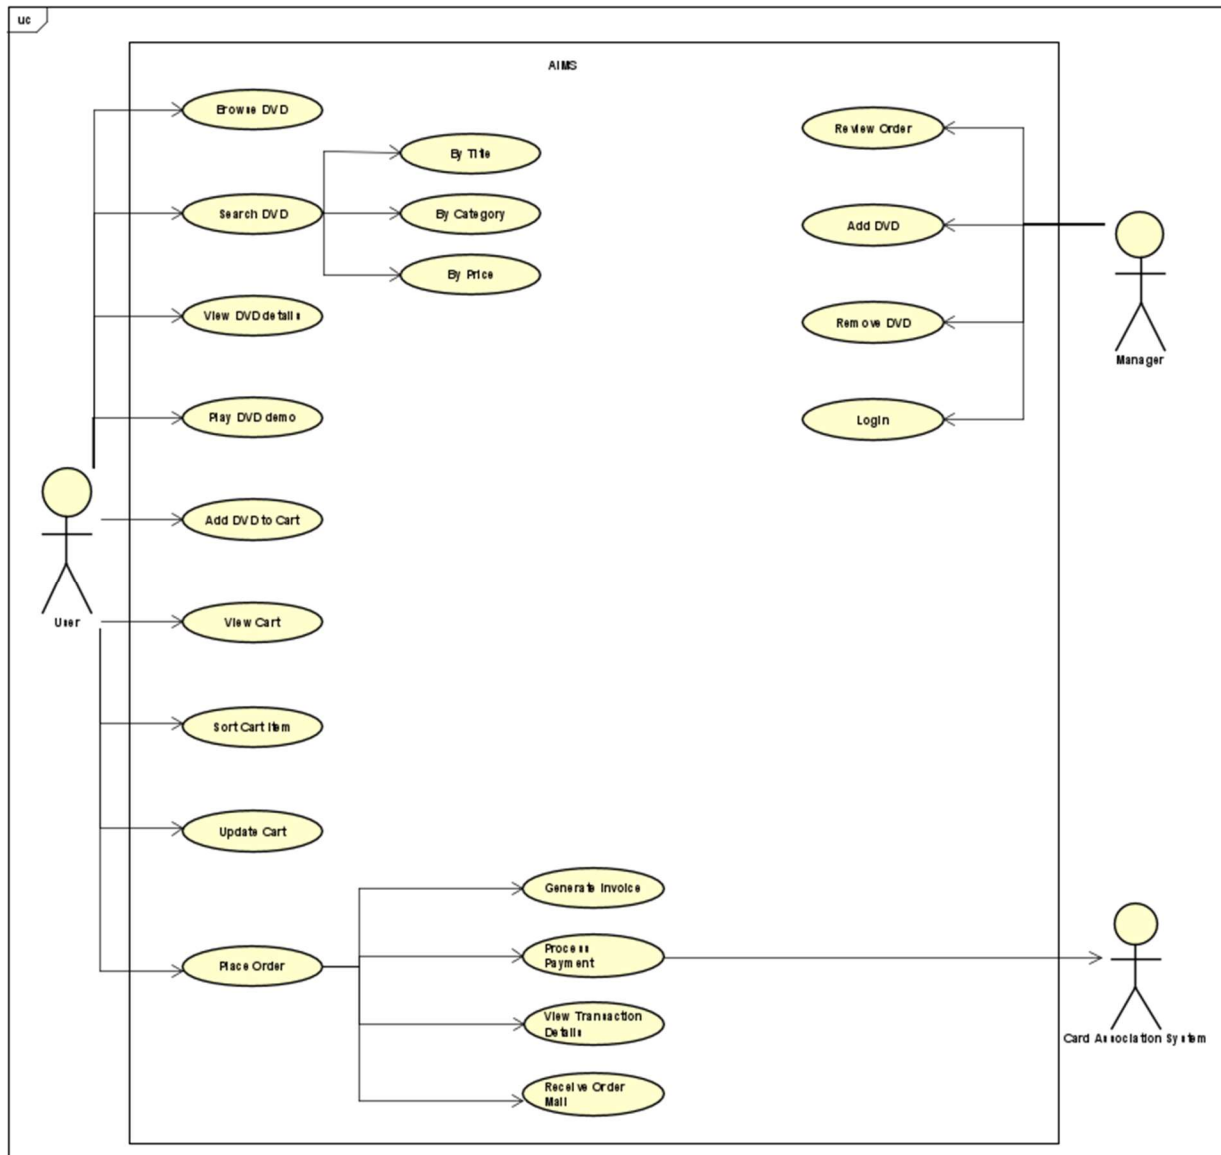 uc
AIMS
Browse DVD
Review Order
By Title
Search DVD
By Category
Add DVD
By Price
View DVD details
Remove DVD
Manager
Play DVD demo
Login
Add DVD to Cart
User
View Cart
Sort Cart Item
Update Cart
Generate Invoice
Process
Payment
Place Order
View Transaction
Details
Card Association System
Receive Order
Mail